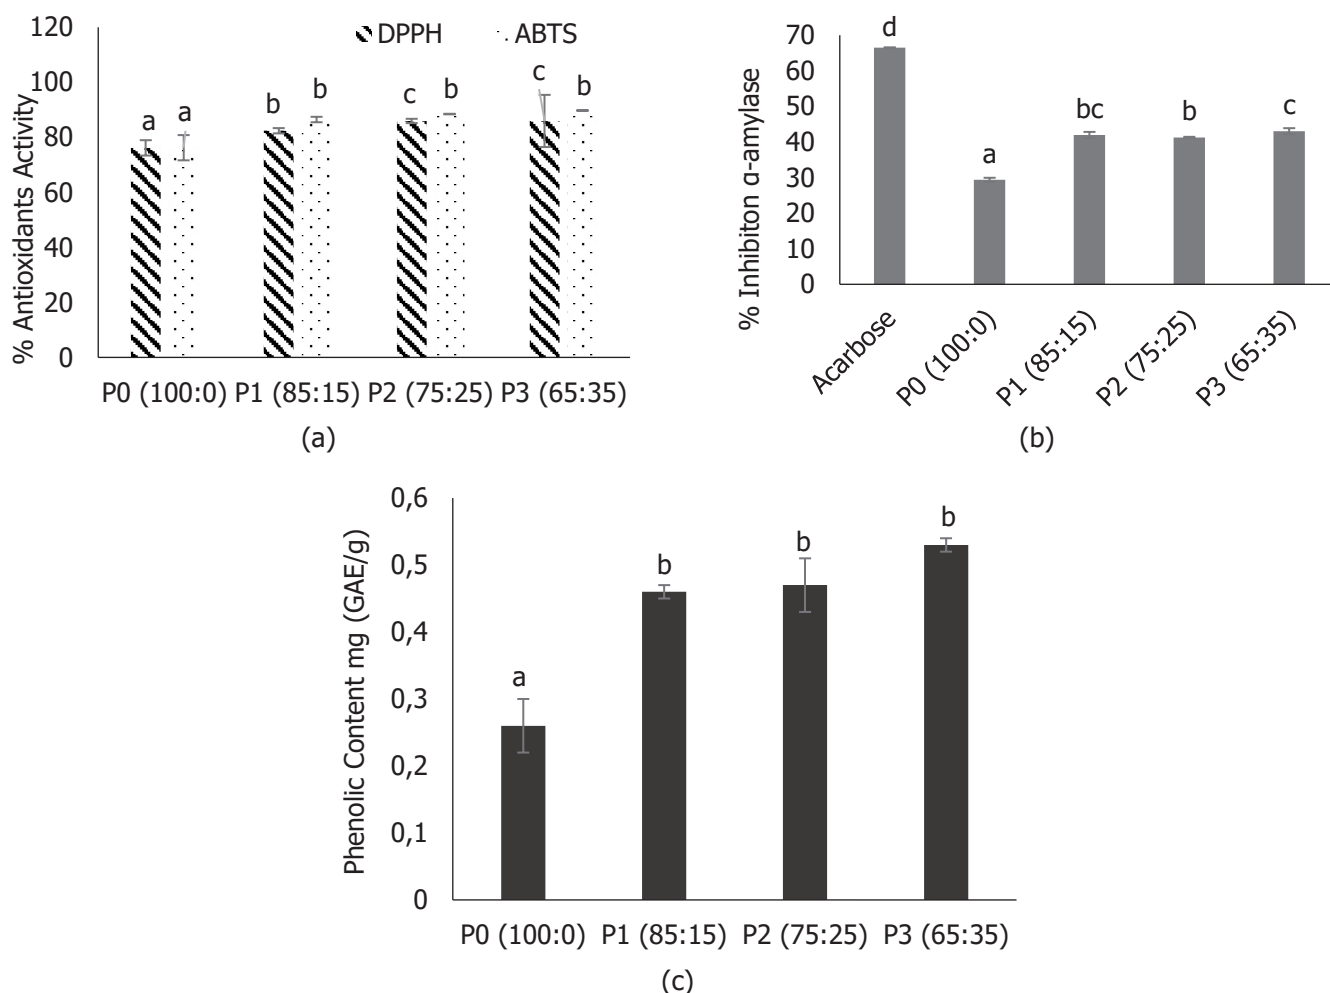 % Antioxidants Activity
120
100
80
60
40
20
0
DPPH ABTS
a a b b c b c b
P0 (100:0) P1 (85:15) P2 (75:25) P3 (65:35)
(a)
% Inhibiton α-amylase
70
60
50
40
30
20
10
0
d a bc b c
Acarbose
P0 (100:0)
P1 (85:15)
P2 (75:25)
P3 (65:35)
(b)
Phenolic Content mg (GAE/g)
0,6
0,5
0,4
0,3
0,2
0,1
0
a b b b
P0 (100:0) P1 (85:15) P2 (75:25) P3 (65:35)
(c)